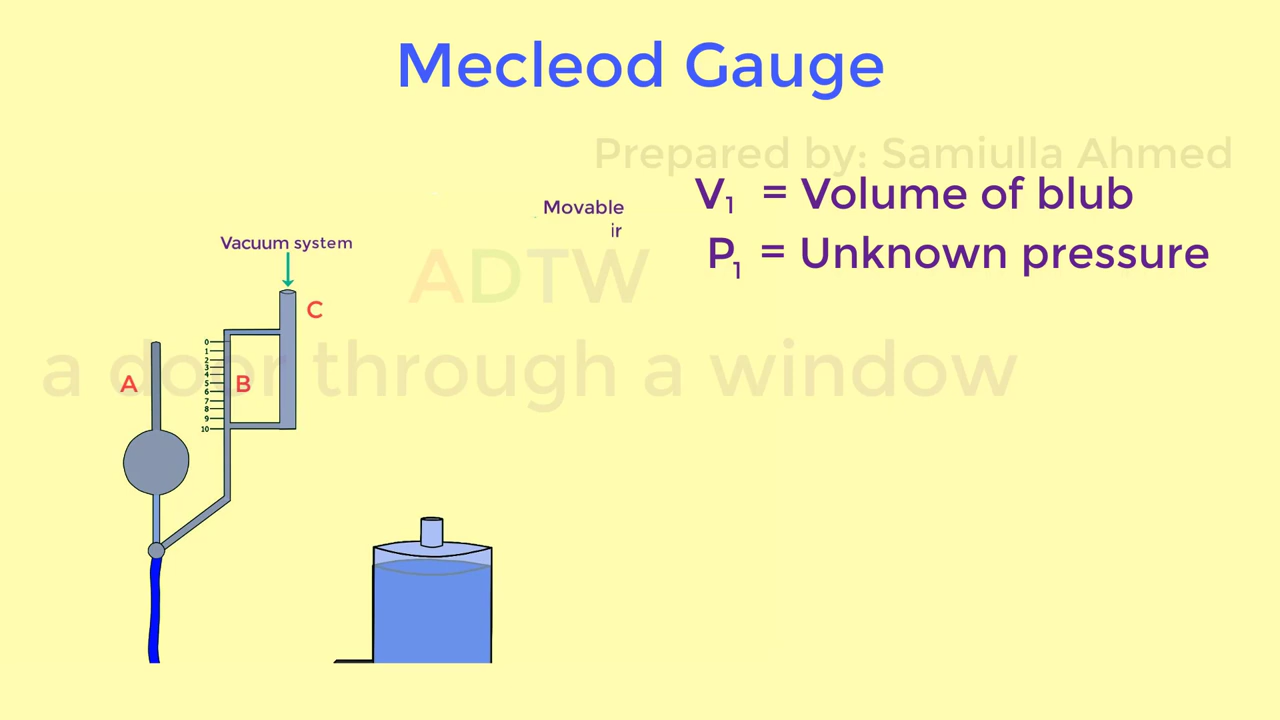 Mecleod Gauge
Prepared by: Samiulla Ahmed
V1 = Volume of blub
P1 = Unknown pressure
Movable
ir
Vacuum system
ADTW
C
a door through a window
A
B
0
1
2
3
4
5
6
7
8
9
10